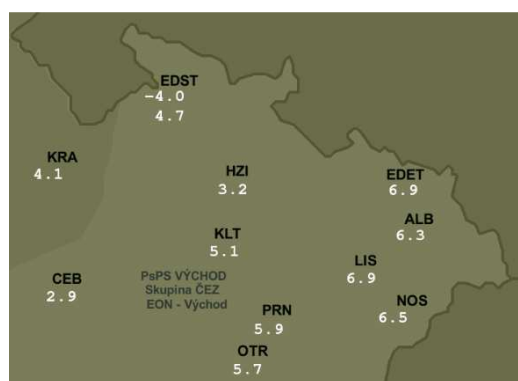 EDST
-4.0
4.7
KRA
4.1
HZI
3.2
EDET
6.9
ALB
6.3
KLT
5.1
LIS
6.9
CEB
2.9
PsPS VÝCHOD
Skupina ČEZ
EON - Východ
NOS
6.5
PRN
5.9
OTR
5.7